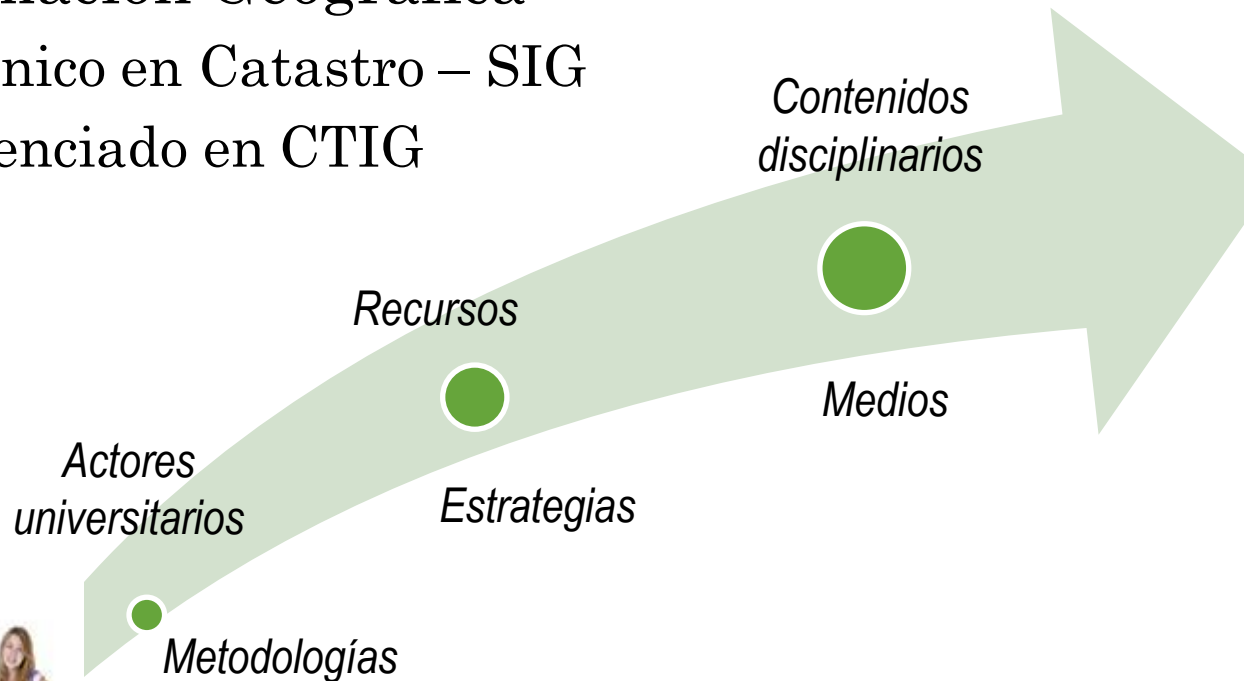 nico en Catastro – SIG
enciado en CTIG
Contenidos
disciplinarios
Recursos
Medios
Actores
universitarios
Estrategias
Metodologías